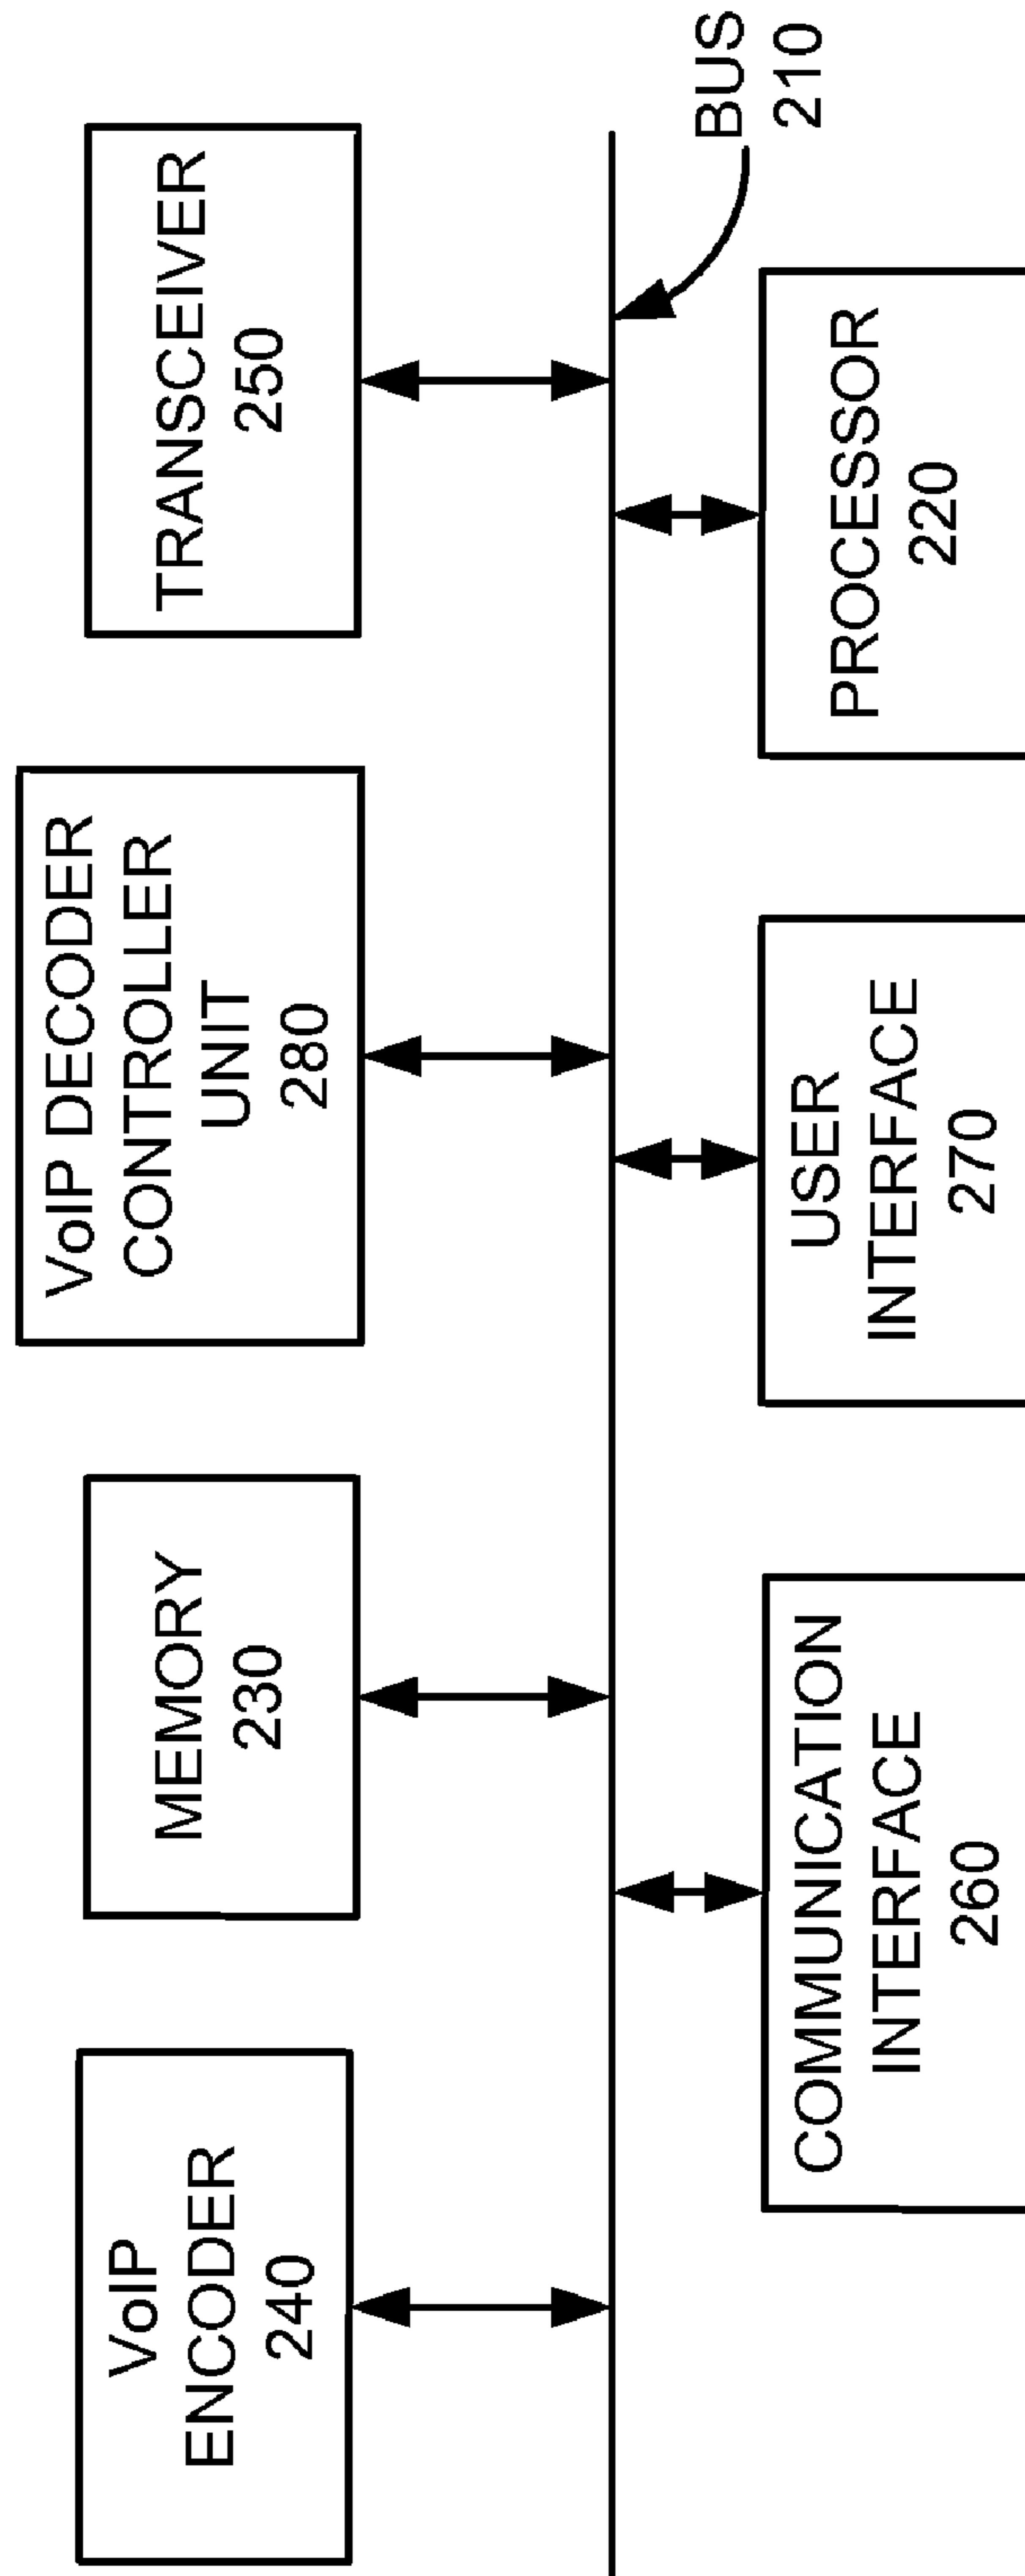 VoIP
ENCODER
240
MEMORY
230
VoIP DECODER
CONTROLLER
UNIT
280
TRANSCEIVER
250
BUS
210
COMMUNICATION
INTERFACE
260
USER
INTERFACE
270
PROCESSOR
220